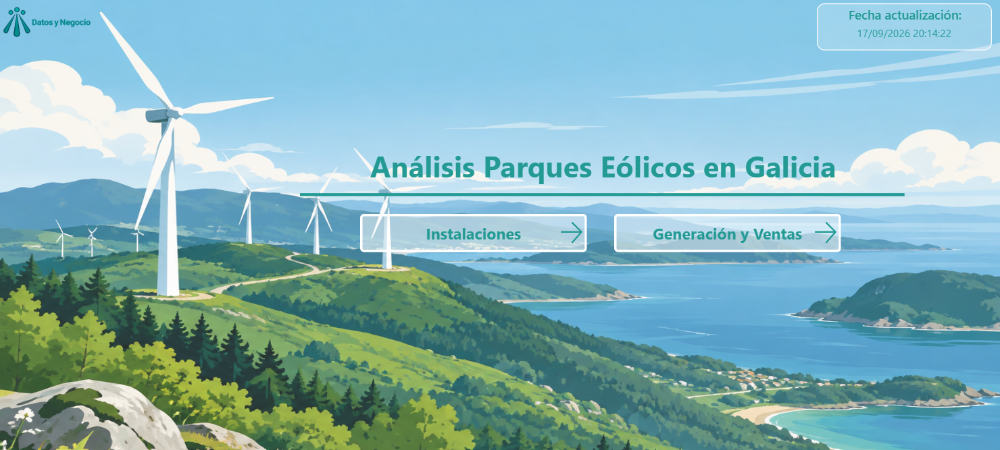 Datos y Negocio
Fecha actualización:
17/09/2026 20:14:22
Análisis Parques Eólicos en Galicia
Instalaciones
Generación y Ventas